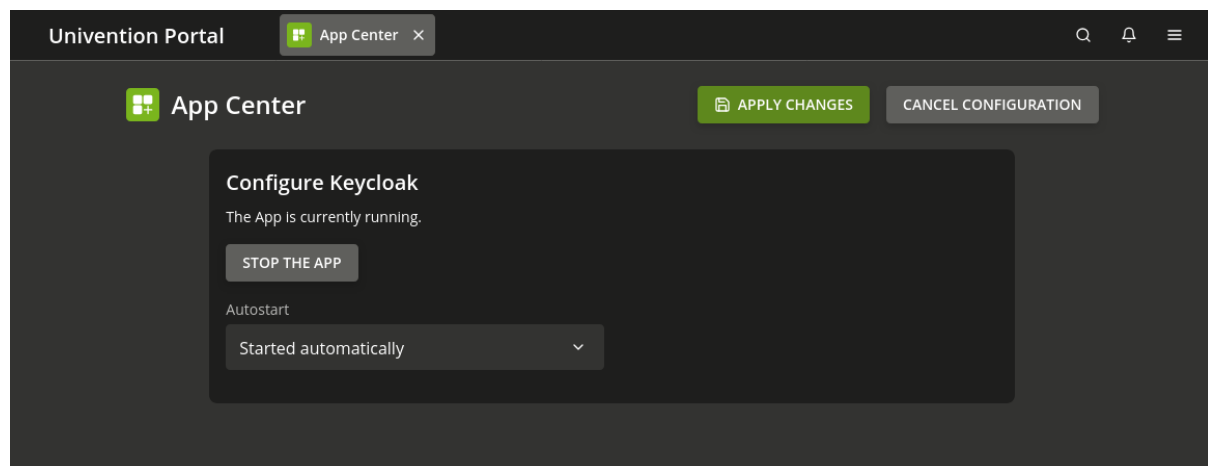 Univention Portal
App Center
App Center
APPLY CHANGES
CANCEL CONFIGURATION
Configure Keycloak
The App is currently running.
STOP THE APP
Autostart
Started automatically